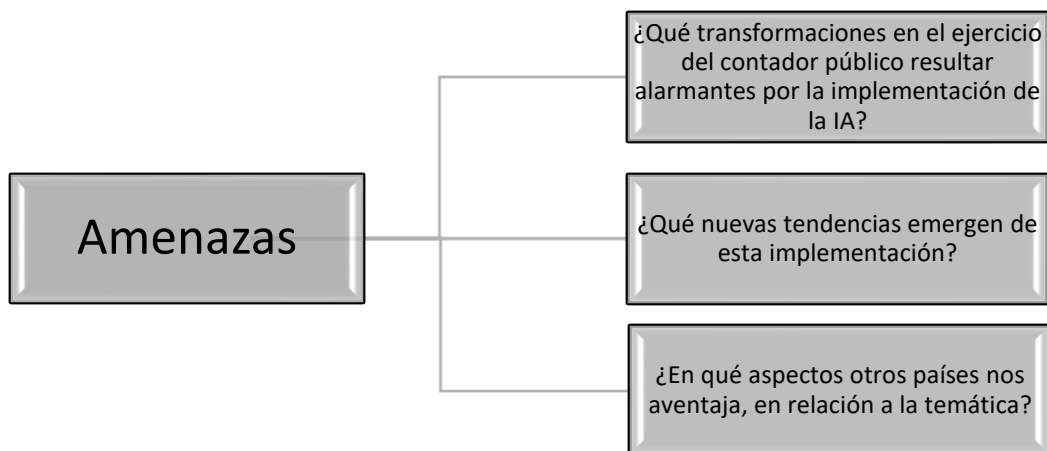 Amenazas
¿Qué transformaciones en el ejercicio
del contador público resultar
alarmantes por la implementación de
la IA?
¿Qué nuevas tendencias emergen de
esta implementación?
¿En qué aspectos otros países nos
aventaja, en relación a la temática?